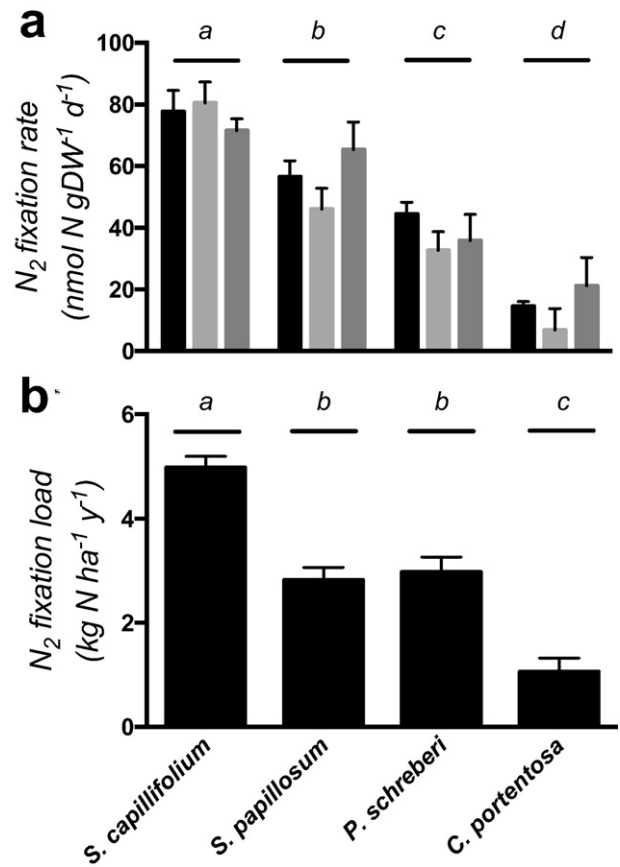 a
a b c d
N₂ fixation rate
(nmol N gDW⁻¹ d⁻¹)
100
80
60
40
20
0
b
a b b c
N₂ fixation load
(kg N ha⁻¹ y⁻¹)
6
4
2
0
S. capillifolium
S. papillosum
P. schreberi
C. portentosa